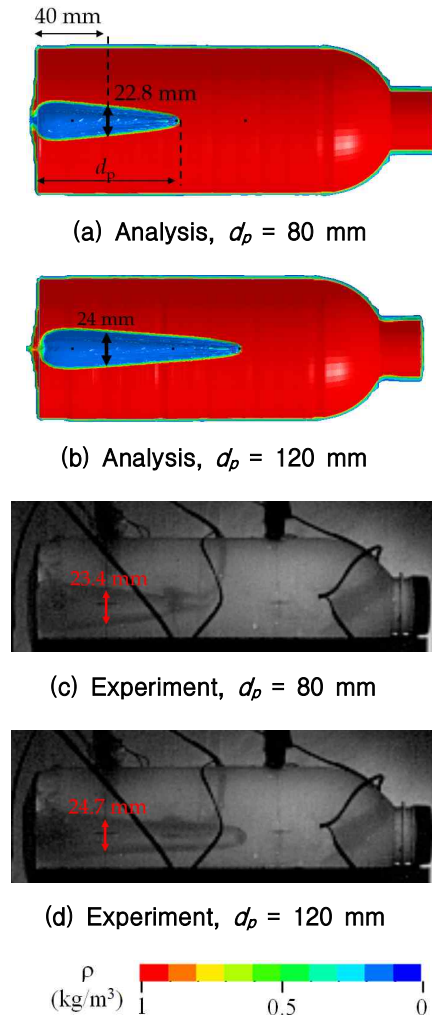 40 mm
22.8 mm
dp
(a) Analysis, dp = 80 mm
24 mm
(b) Analysis, dp = 120 mm
23.4 mm
(c) Experiment, dp = 80 mm
24.7 mm
(d) Experiment, dp = 120 mm
ρ
(kg/m³)
1 0.5 0